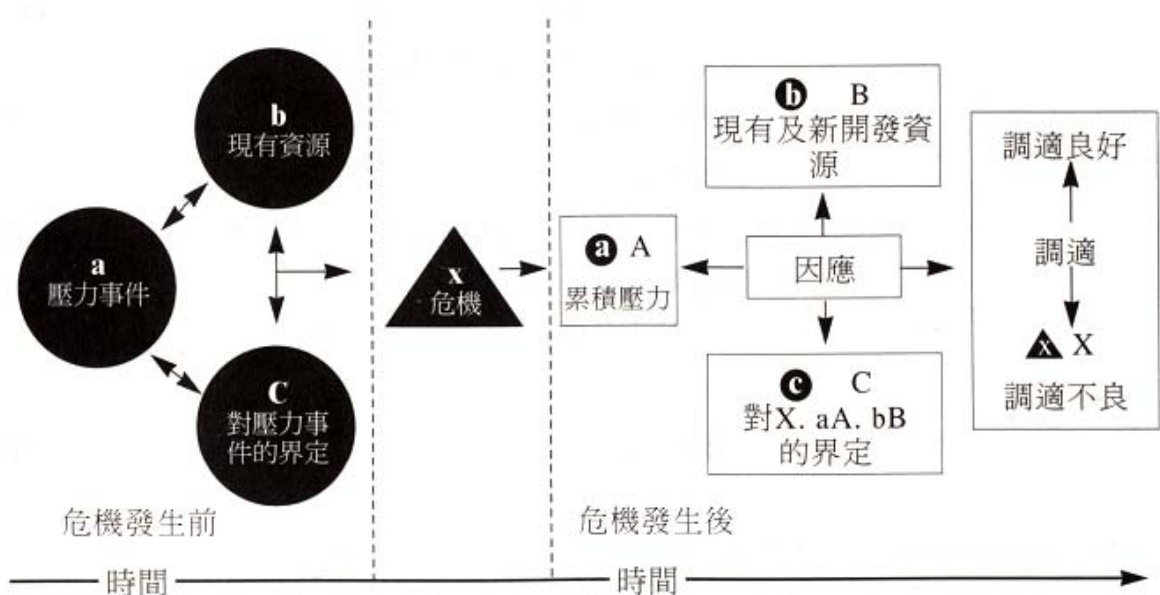 b
現有資源
a
壓力事件
C
對壓力事
件的界定
危機發生前
x
危機
a A
累積壓力
b B
現有及新開發資
源
因應
c C
對X. aA. bB
的界定
調適良好
調適
x X
調適不良
危機發生後
時間
時間